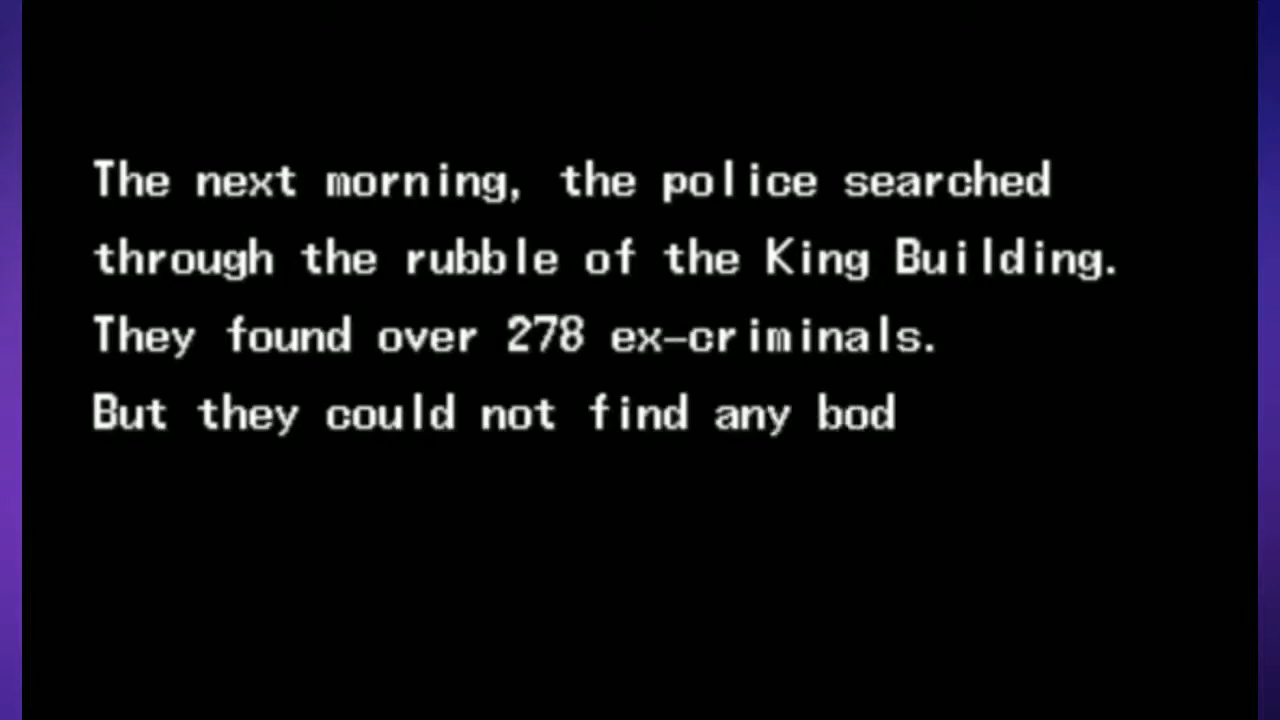 The next morning, the police searched
through the rubble of the King Building.
They found over 278 ex-criminals.
But they could not find any bod